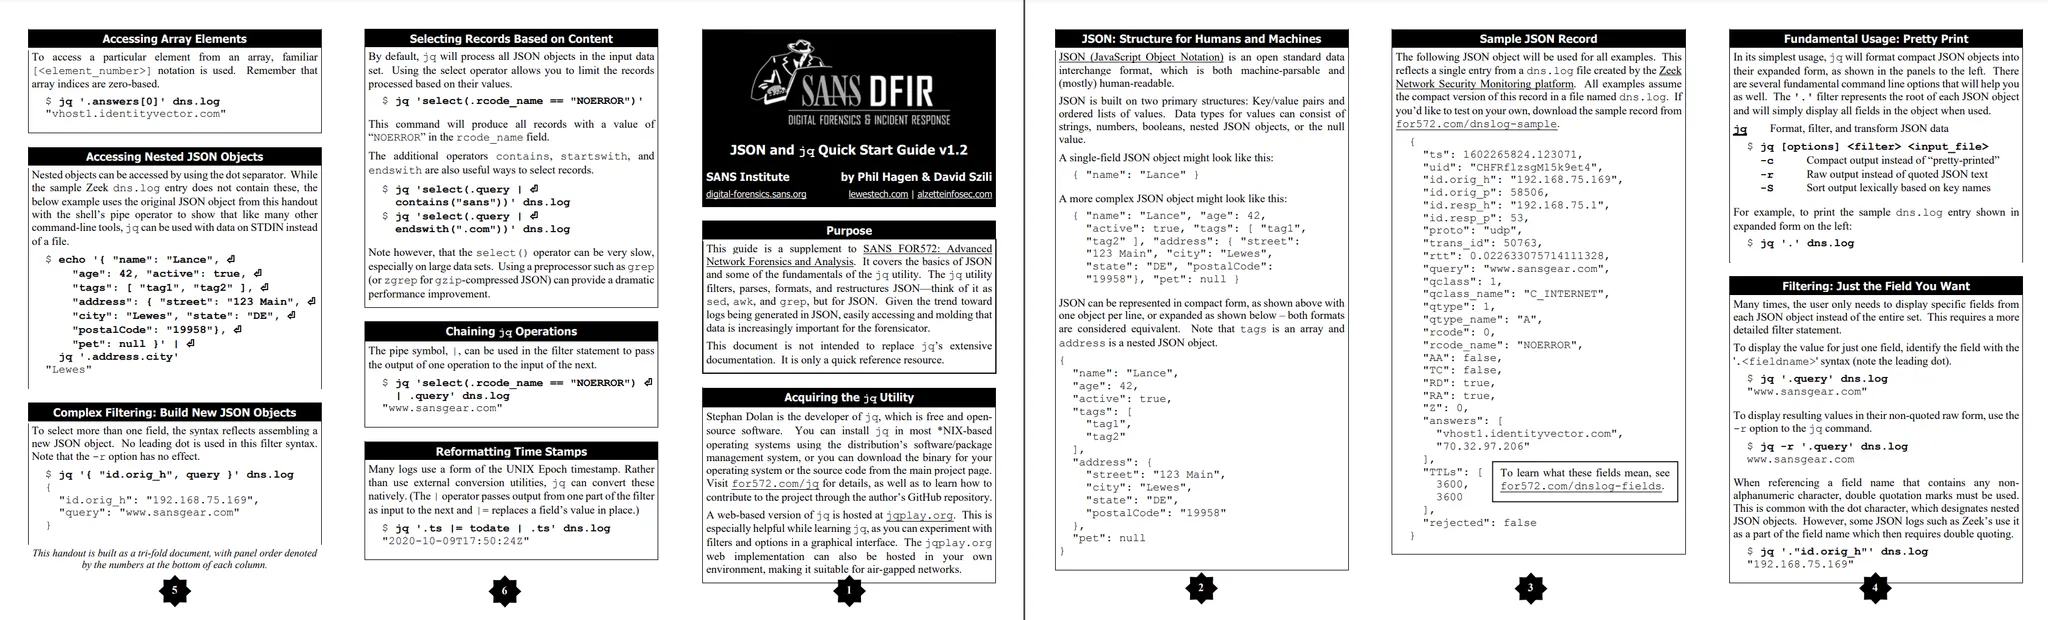 Accessing Array Elements
To access a particular element from an array, familiar
[<element_number>] notation is used. Remember that
array indices are zero-based.
$ jq '.answers[0]' dns.log
"vhost1.identityvector.com"
Accessing Nested JSON Objects
Nested objects can be accessed by using the dot separator. While
the sample Zeek dns.log entry does not contain these, the
below example uses the original JSON object from this handout
with the shell's pipe operator to show that like many other
command-line tools, jq can be used with data on STDIN instead
of a file.
$ echo '{ "name": "Lance", ⏎
"age": 42, "active": true, ⏎
"tags": [ "tag1", "tag2" ], ⏎
"address": { "street": "123 Main", ⏎
"city": "Lewes", "state": "DE", ⏎
"postalCode": "19958"}, ⏎
"pet": null }' | ⏎
jq '.address.city'
"Lewes"
Complex Filtering: Build New JSON Objects
To select more than one field, the syntax reflects assembling a
new JSON object. No leading dot is used in this filter syntax.
Note that the -r option has no effect.
$ jq '{ "id.orig_h", query }' dns.log
{
"id.orig_h": "192.168.75.169",
"query": "www.sansgear.com"
}
This handout is built as a tri-fold document, with panel order denoted
by the numbers at the bottom of each column.
5
Selecting Records Based on Content
By default, jq will process all JSON objects in the input data
set. Using the select operator allows you to limit the records
processed based on their values.
$ jq 'select(.rcode_name == "NOERROR")'
This command will produce all records with a value of
“NOERROR” in the rcode_name field.
The additional operators contains, startswith, and
endswith are also useful ways to select records.
$ jq 'select(.query | ⏎
contains("sans"))' dns.log
$ jq 'select(.query | ⏎
endswith(".com"))' dns.log
Note however, that the select() operator can be very slow,
especially on large data sets. Using a preprocessor such as grep
(or zgrep for gzip-compressed JSON) can provide a dramatic
performance improvement.
Chaining jq Operations
The pipe symbol, |, can be used in the filter statement to pass
the output of one operation to the input of the next.
$ jq 'select(.rcode_name == "NOERROR") ⏎
| .query' dns.log
"www.sansgear.com"
Reformatting Time Stamps
Many logs use a form of the UNIX Epoch timestamp. Rather
than use external conversion utilities, jq can convert these
natively. (The | operator passes output from one part of the filter
as input to the next and |= replaces a field's value in place.)
$ jq '.ts |= todate | .ts' dns.log
"2020-10-09T17:50:24Z"
6
SANS DFIR
DIGITAL FORENSICS & INCIDENT RESPONSE
JSON and jq Quick Start Guide v1.2
SANS Institute by Phil Hagen & David Szili
digital-forensics.sans.org lewestech.com | alzetteinfosec.com
Purpose
This guide is a supplement to SANS FOR572: Advanced
Network Forensics and Analysis. It covers the basics of JSON
and some of the fundamentals of the jq utility. The jq utility
filters, parses, formats, and restructures JSON—think of it as
sed, awk, and grep, but for JSON. Given the trend toward
logs being generated in JSON, easily accessing and molding that
data is increasingly important for the forensicator.
This document is not intended to replace jq's extensive
documentation. It is only a quick reference resource.
Acquiring the jq Utility
Stephan Dolan is the developer of jq, which is free and open-
source software. You can install jq in most *NIX-based
operating systems using the distribution's software/package
management system, or you can download the binary for your
operating system or the source code from the main project page.
Visit for572.com/jq for details, as well as to learn how to
contribute to the project through the author's GitHub repository.
A web-based version of jq is hosted at jqplay.org. This is
especially helpful while learning jq, as you can experiment with
filters and options in a graphical interface. The jqplay.org
web implementation can also be hosted in your own
environment, making it suitable for air-gapped networks.
1
JSON: Structure for Humans and Machines
JSON (JavaScript Object Notation) is an open standard data
interchange format, which is both machine-parsable and
(mostly) human-readable.
JSON is built on two primary structures: Key/value pairs and
ordered lists of values. Data types for values can consist of
strings, numbers, booleans, nested JSON objects, or the null
value.
A single-field JSON object might look like this:
{ "name": "Lance" }
A more complex JSON object might look like this:
{ "name": "Lance", "age": 42,
"active": true, "tags": [ "tag1",
"tag2" ], "address": { "street":
"123 Main", "city": "Lewes",
"state": "DE", "postalCode":
"19958"}, "pet": null }
JSON can be represented in compact form, as shown above with
one object per line, or expanded as shown below – both formats
are considered equivalent. Note that tags is an array and
address is a nested JSON object.
{
"name": "Lance",
"age": 42,
"active": true,
"tags": [
"tag1",
"tag2"
],
"address": {
"street": "123 Main",
"city": "Lewes",
"state": "DE",
"postalCode": "19958"
},
"pet": null
}
2
Sample JSON Record
The following JSON object will be used for all examples. This
reflects a single entry from a dns.log file created by the Zeek
Network Security Monitoring platform. All examples assume
the compact version of this record in a file named dns.log. If
you'd like to test on your own, download the sample record from
for572.com/dnslog-sample.
{
"ts": 1602265824.123071,
"uid": "CHFRflzsgM15k9et4",
"id.orig_h": "192.168.75.169",
"id.orig_p": 58506,
"id.resp_h": "192.168.75.1",
"id.resp_p": 53,
"proto": "udp",
"trans_id": 50763,
"rtt": 0.022633075714111328,
"query": "www.sansgear.com",
"qclass": 1,
"qclass_name": "C_INTERNET",
"qtype": 1,
"qtype_name": "A",
"rcode": 0,
"rcode_name": "NOERROR",
"AA": false,
"TC": false,
"RD": true,
"RA": true,
"Z": 0,
"answers": [
"vhost1.identityvector.com",
"70.32.97.206"
],
"TTLs": [
3600,
3600
],
"rejected": false
}
To learn what these fields mean, see
for572.com/dnslog-fields.
3
Fundamental Usage: Pretty Print
In its simplest usage, jq will format compact JSON objects into
their expanded form, as shown in the panels to the left. There
are several fundamental command line options that will help you
as well. The '.' filter represents the root of each JSON object
and will simply display all fields in the object when used.
jq Format, filter, and transform JSON data
$ jq [options] <filter> <input_file>
-c Compact output instead of “pretty-printed”
-r Raw output instead of quoted JSON text
-S Sort output lexically based on key names
For example, to print the sample dns.log entry shown in
expanded form on the left:
$ jq '.' dns.log
Filtering: Just the Field You Want
Many times, the user only needs to display specific fields from
each JSON object instead of the entire set. This requires a more
detailed filter statement.
To display the value for just one field, identify the field with the
'.<fieldname>' syntax (note the leading dot).
$ jq '.query' dns.log
"www.sansgear.com"
To display resulting values in their non-quoted raw form, use the
-r option to the jq command.
$ jq -r '.query' dns.log
www.sansgear.com
When referencing a field name that contains any non-
alphanumeric character, double quotation marks must be used.
This is common with the dot character, which designates nested
JSON objects. However, some JSON logs such as Zeek's use it
as a part of the field name which then requires double quoting.
$ jq '."id.orig_h"' dns.log
"192.168.75.169"
4